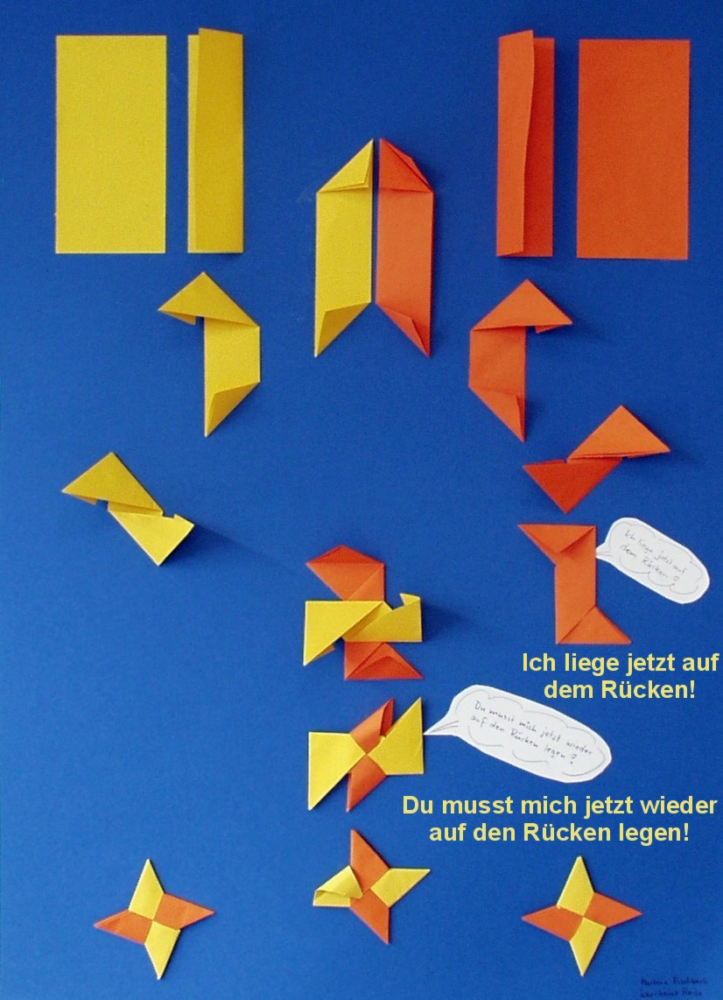 Ich liege jetzt auf
dem Rücken!
Ich liege jetzt auf
dem Rücken!
Du musst mich jetzt wieder
auf den Rücken legen!
Du musst mich jetzt wieder
auf den Rücken legen!